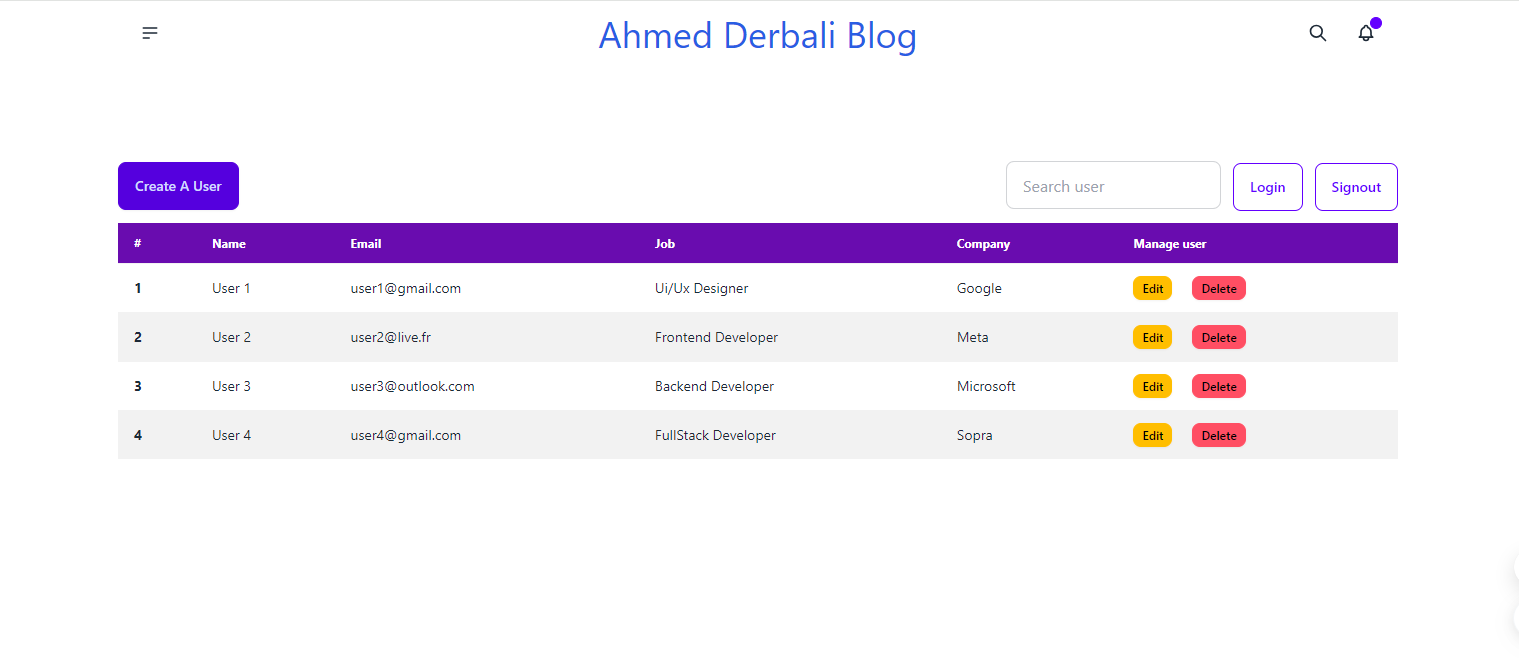 Ahmed Derbali Blog
Create A User Search user Login Signout
# Name Email Job Company Manage user
1 User 1 user1@gmail.com Ui/Ux Designer Google Edit Delete
2 User 2 user2@live.fr Frontend Developer Meta Edit Delete
3 User 3 user3@outlook.com Backend Developer Microsoft Edit Delete
4 User 4 user4@gmail.com FullStack Developer Sopra Edit Delete